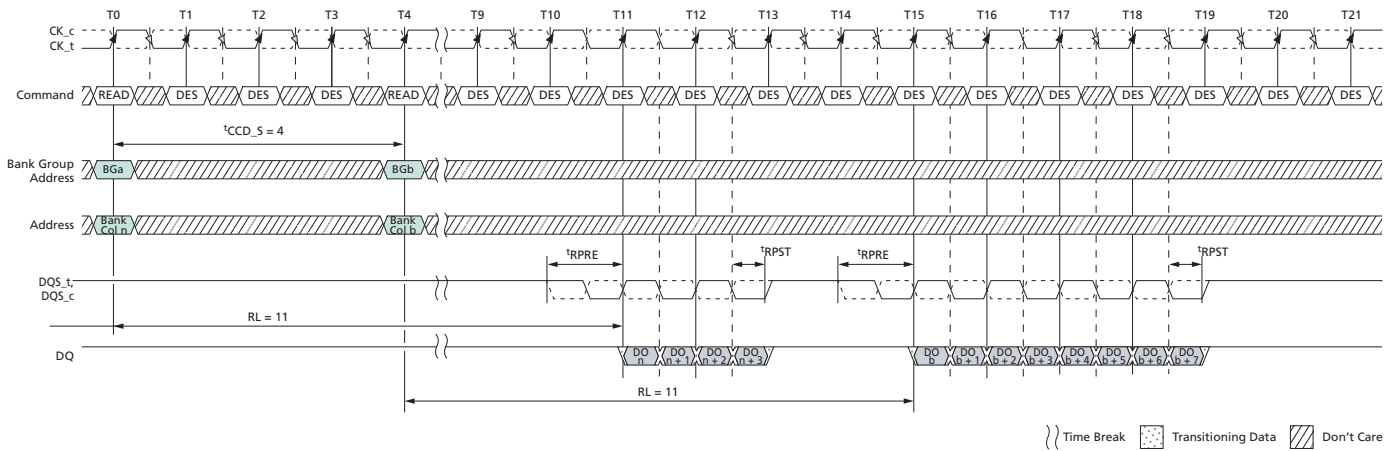 T0 T1 T2 T3 T4 T9 T10 T11 T12 T13 T14 T15 T16 T17 T18 T19 T20 T21
CK_c
CK_t
Command READ DES DES DES READ DES DES DES DES DES DES DES DES DES DES DES DES DES
tCCD_S = 4
Bank Group
Address
BGa BGb
Address
Bank
Col n
Bank
Col b
tRPRE tRPST tRPRE tRPST
DQS_t,
DQS_c
RL = 11
DQ
DO
n
DO
n + 1
DO
n + 2
DO
n + 3
DO
b
DO
b + 1
DO
b + 2
DO
b + 3
DO
b + 4
DO
b + 5
DO
b + 6
DO
b + 7
RL = 11
Time Break Transitioning Data Don't Care